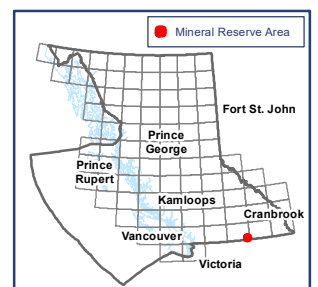 Mineral Reserve Area
Fort St. John
Prince
George
Prince
Rupert
Kamloops
Cranbrook
Vancouver
Victoria